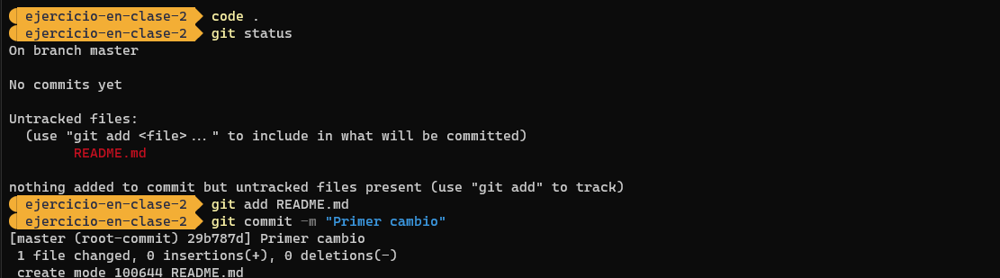 ejercicio-en-clase-2 code .
ejercicio-en-clase-2 git status
On branch master
No commits yet
Untracked files:
(use "git add <file>..." to include in what will be committed)
README.md
nothing added to commit but untracked files present (use "git add" to track)
ejercicio-en-clase-2 git add README.md
ejercicio-en-clase-2 git commit -m "Primer cambio"
[master (root-commit) 29b787d] Primer cambio
1 file changed, 0 insertions(+), 0 deletions(-)
create mode 100644 README.md